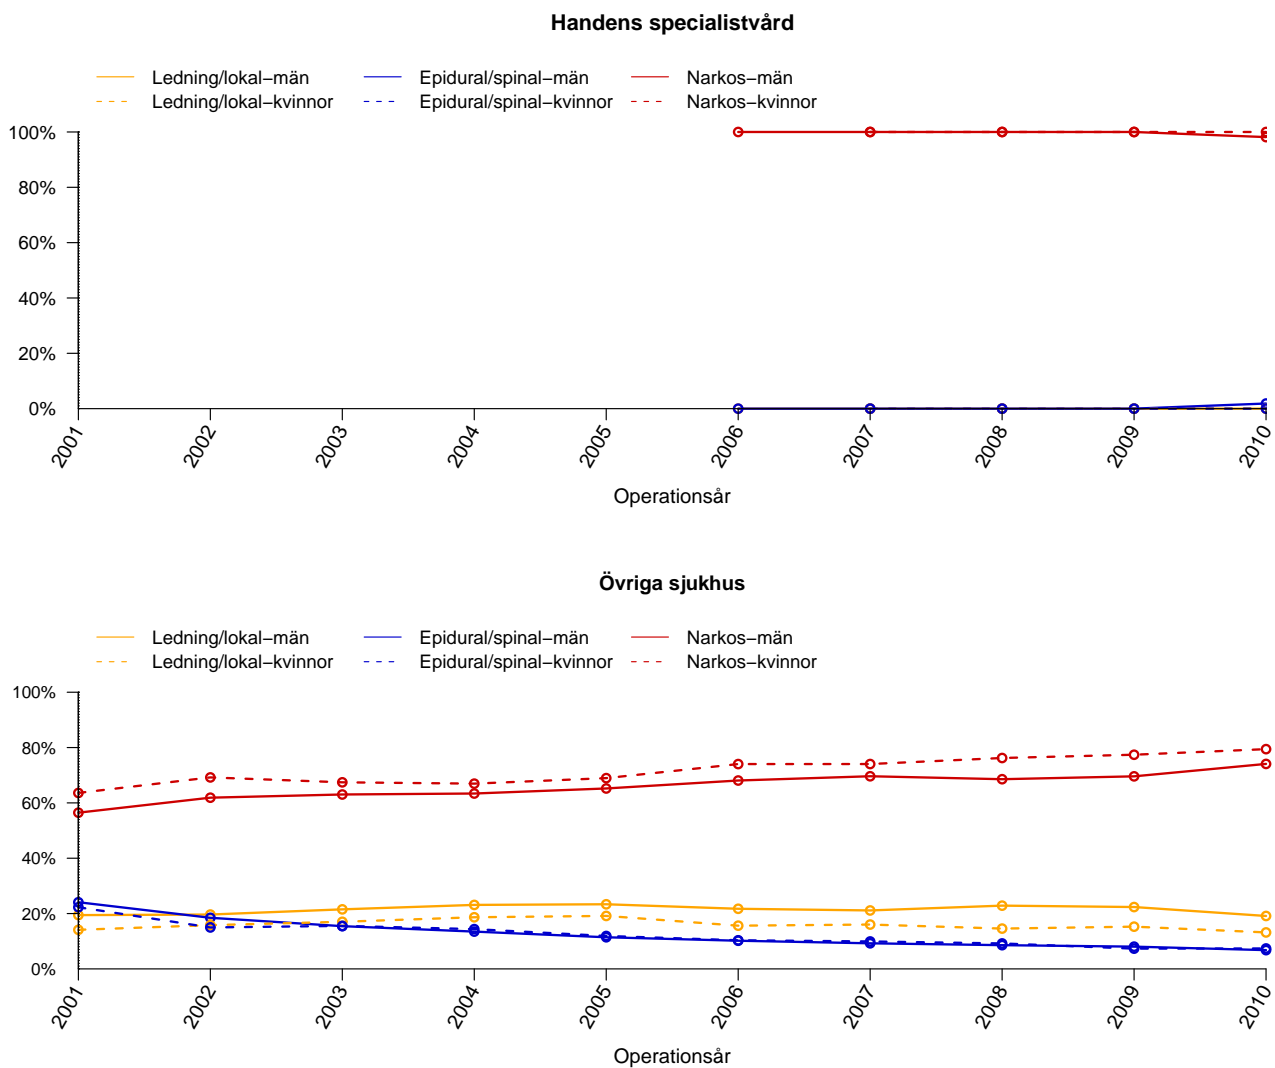 Handens specialistvård
Ledning/lokal−män Epidural/spinal−män Narkos−män
Ledning/lokal−kvinnor Epidural/spinal−kvinnor Narkos−kvinnor
100%
80%
60%
40%
20%
0%
2001 2002 2003 2004 2005 2006 2007 2008 2009 2010
Operationsår
Övriga sjukhus
Ledning/lokal−män Epidural/spinal−män Narkos−män
Ledning/lokal−kvinnor Epidural/spinal−kvinnor Narkos−kvinnor
100%
80%
60%
40%
20%
0%
2001 2002 2003 2004 2005 2006 2007 2008 2009 2010
Operationsår